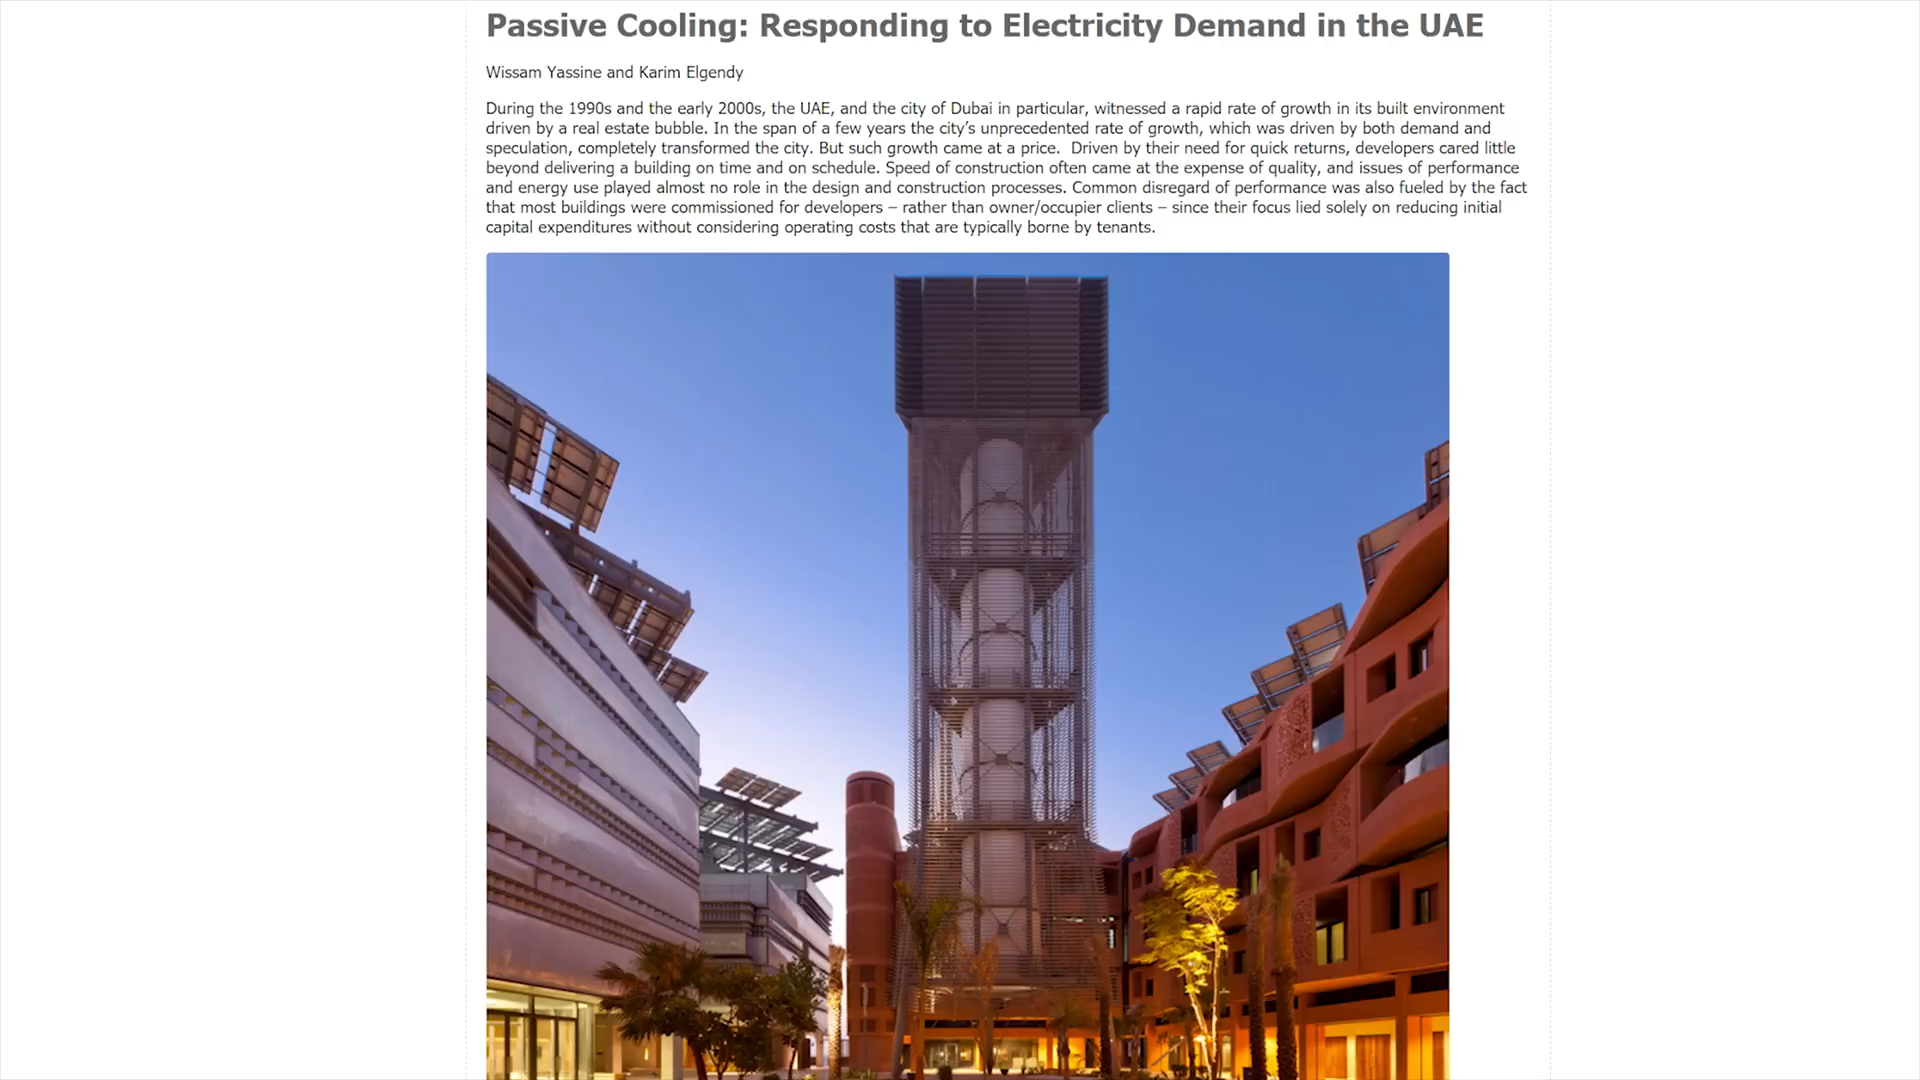 Passive Cooling: Responding to Electricity Demand in the UAE
Wissam Yassine and Karim Elgendy
During the 1990s and the early 2000s, the UAE, and the city of Dubai in particular, witnessed a rapid rate of growth in its built environment
driven by a real estate bubble. In the span of a few years the city’s unprecedented rate of growth, which was driven by both demand and
speculation, completely transformed the city. But such growth came at a price.  Driven by their need for quick returns, developers cared little
beyond delivering a building on time and on schedule. Speed of construction often came at the expense of quality, and issues of performance
and energy use played almost no role in the design and construction processes. Common disregard of performance was also fueled by the fact
that most buildings were commissioned for developers – rather than owner/occupier clients – since their focus lied solely on reducing initial
capital expenditures without considering operating costs that are typically borne by tenants.